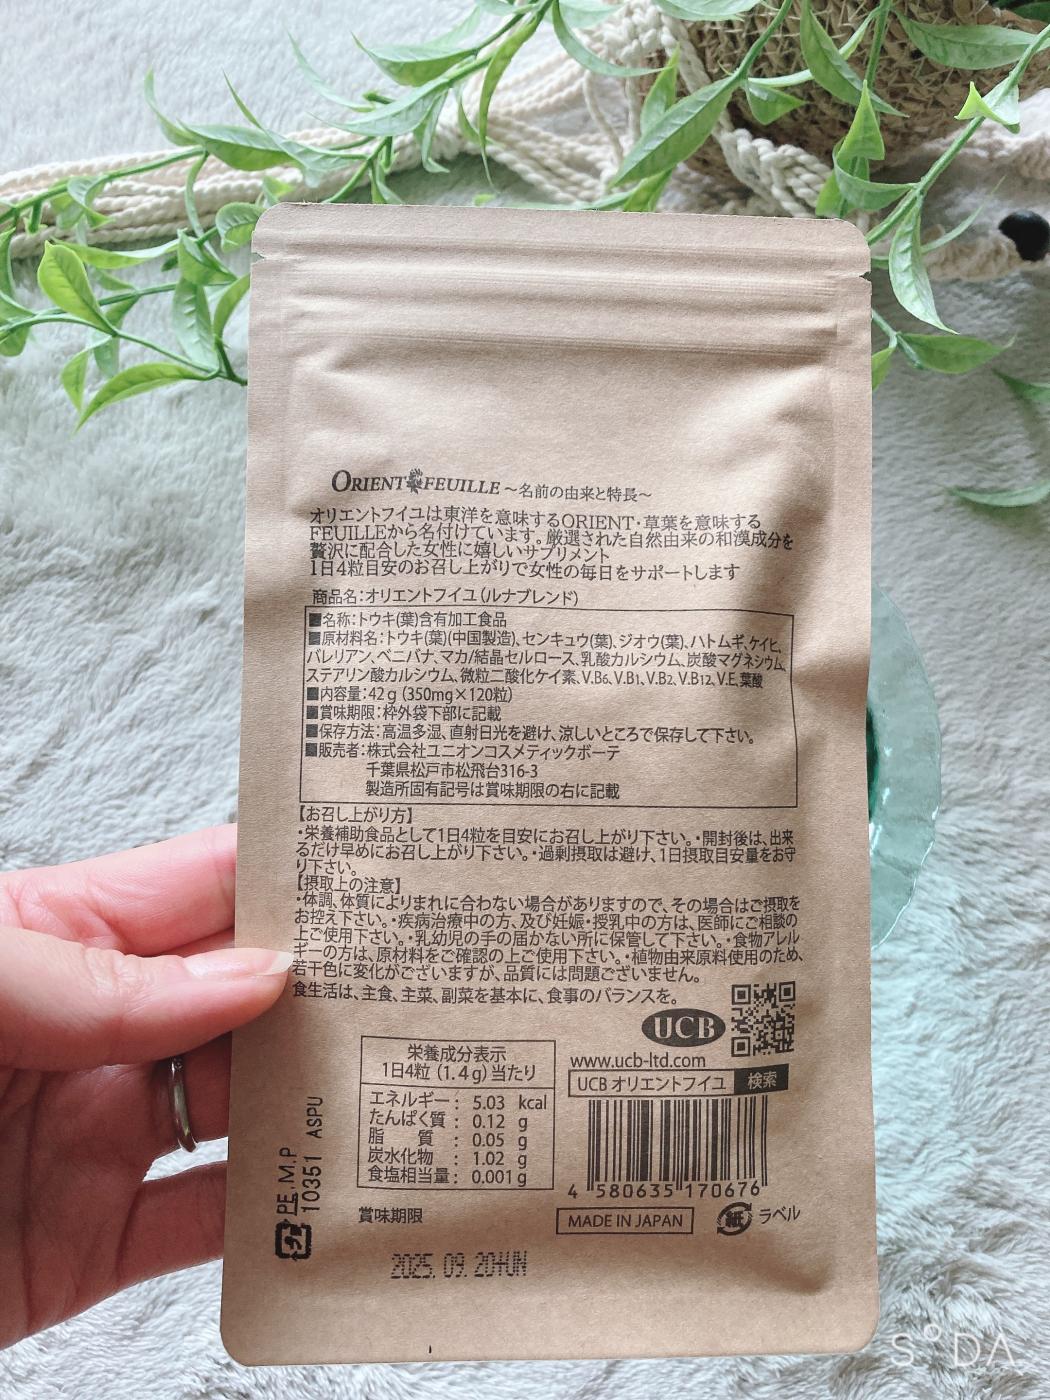 ORIENT FEUILLE ～名前の由来と特長～
オリエントフイユは東洋を意味するORIENT・草葉を意味する
FEUILLEから名付けています。厳選された自然由来の和漢成分を
贅沢に配合した女性に嬉しいサプリメント
1日4粒目安のお召し上がりで女性の毎日をサポートします
商品名：オリエントフイユ（ルナブレンド）
■名称：トウキ(葉)含有加工食品
■原材料名：トウキ(葉)(中国製造)、センキュウ(葉)、ジオウ(葉)、ハトムギ、ケイヒ、
バレリアン、ベニバナ、マカ/結晶セルロース、乳酸カルシウム、炭酸マグネシウム、
ステアリン酸カルシウム、微粒二酸化ケイ素、V.B6、V.B1、V.B2、V.B12、V.E、葉酸
■内容量：42g（350mg×120粒）
■賞味期限：枠外袋下部に記載
■保存方法：高温多湿、直射日光を避け、涼しいところで保存して下さい。
■販売者：株式会社ユニオンコスメティックボーテ
千葉県松戸市松飛台316-3
製造所固有記号は賞味期限の右に記載
【お召し上がり方】
・栄養補助食品として1日4粒を目安にお召し上がり下さい。・開封後は、出来
るだけ早めにお召し上がり下さい。・過剰摂取は避け、1日摂取目安量をお守
り下さい。
【摂取上の注意】
・体調、体質によりまれに合わない場合がありますので、その場合はご摂取を
お控え下さい。・疾病治療中の方、及び妊娠・授乳中の方は、医師にご相談の
上ご使用下さい。・乳幼児の手の届かない所に保管して下さい。・食物アレル
ギーの方は、原材料をご確認の上ご使用下さい。・植物由来原料使用のため、
若干色に変化がございますが、品質には問題ございません。
食生活は、主食、主菜、副菜を基本に、食事のバランスを。
UCB
www.ucb-ltd.com
UCB オリエントフイユ 検索
栄養成分表示
1日4粒（1.4g）当たり
エネルギー： 5.03 kcal
たんぱく質： 0.12 g
脂　　質： 0.05 g
炭水化物： 1.02 g
食塩相当量： 0.001 g
4 580635 170676
MADE IN JAPAN
紙 ラベル
プラ PE.M.P
10351 ASPU
賞味期限
2025.09.20+UN
SODA